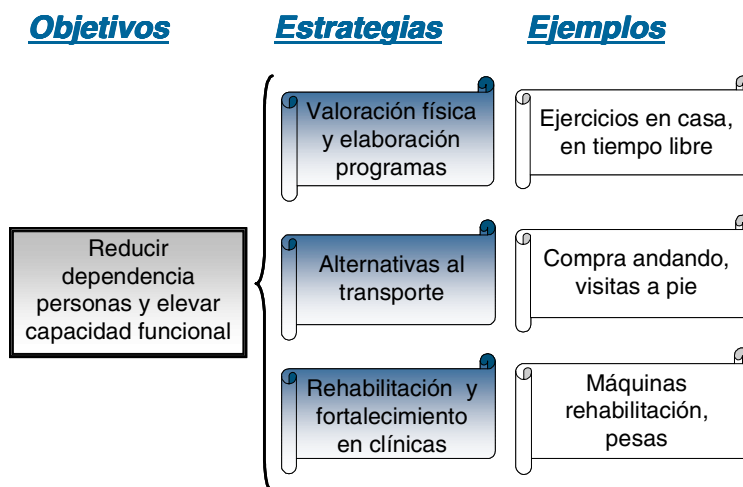 Objetivos
Estrategias
Ejemplos
Valoración física
y elaboración
programas
Ejercicios en casa,
en tiempo libre
Reducir
dependencia
personas y elevar
capacidad funcional
Alternativas al
transporte
Compra andando,
visitas a pie
Rehabilitación y
fortalecimiento
en clínicas
Máquinas
rehabilitación,
pesas